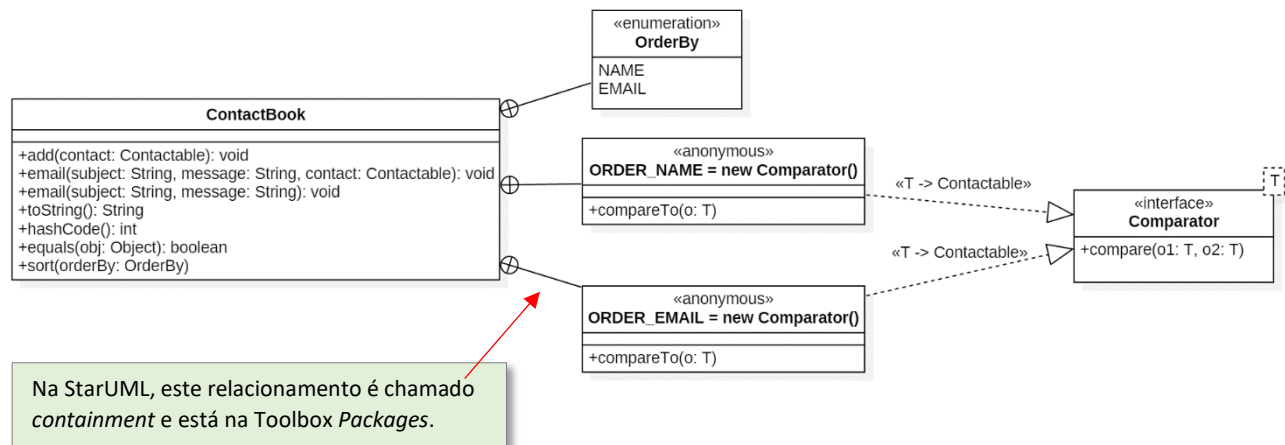 «enumeration»
OrderBy
NAME
EMAIL
ContactBook
+add(contact: Contactable): void
+email(subject: String, message: String, contact: Contactable): void
+email(subject: String, message: String): void
+toString(): String
+hashCode(): int
+equals(obj: Object): boolean
+sort(orderBy: OrderBy)
«anonymous»
ORDER_NAME = new Comparator()
+compareTo(o: T)
«T -> Contactable»
T
«interface»
Comparator
+compare(o1: T, o2: T)
«T -> Contactable»
«anonymous»
ORDER_EMAIL = new Comparator()
+compareTo(o: T)
Na StarUML, este relacionamento é chamado
containment e está na Toolbox Packages.